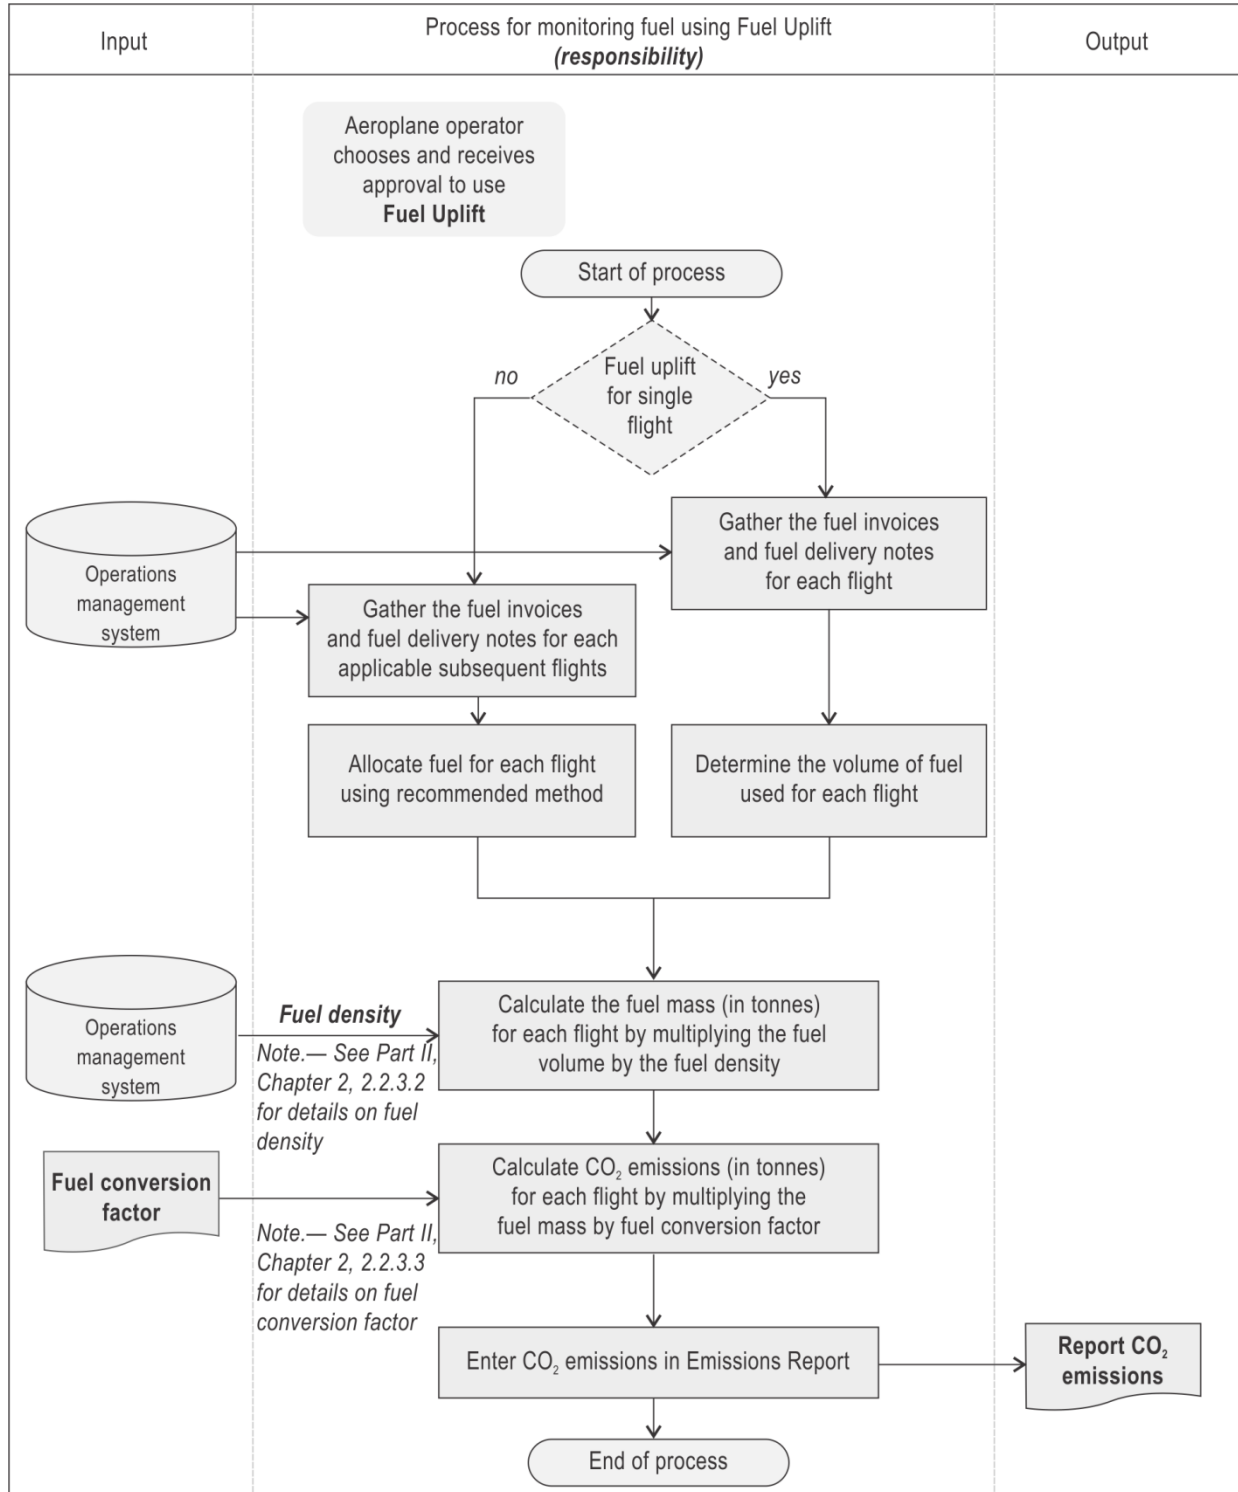 Input
Process for monitoring fuel using Fuel Uplift
(responsibility)
Output
Aeroplane operator
chooses and receives
approval to use
Fuel Uplift
Start of process
Fuel uplift
for single
flight
no
yes
Operations
management
system
Gather the fuel invoices
and fuel delivery notes
for each flight
Gather the fuel invoices
and fuel delivery notes for each
applicable subsequent flights
Allocate fuel for each flight
using recommended method
Determine the volume of fuel
used for each flight
Operations
management
system
Fuel density
Note.— See Part II,
Chapter 2, 2.2.3.2
for details on fuel
density
Calculate the fuel mass (in tonnes)
for each flight by multiplying the fuel
volume by the fuel density
Fuel conversion
factor
Note.— See Part II,
Chapter 2, 2.2.3.3
for details on fuel
conversion factor
Calculate CO₂ emissions (in tonnes)
for each flight by multiplying the
fuel mass by fuel conversion factor
Enter CO₂ emissions in Emissions Report
Report CO₂
emissions
End of process